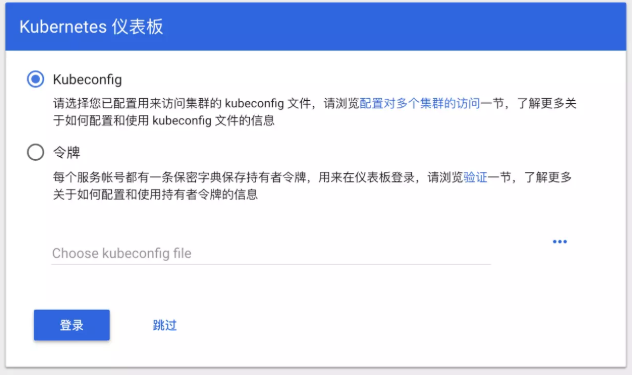 Kubernetes 仪表板
Kubeconfig
请选择您已配置用来访问集群的 kubeconfig 文件，请浏览配置对多个集群的访问一节，了解更多关
于如何配置和使用 kubeconfig 文件的信息
令牌
每个服务帐号都有一条保密字典保存持有者令牌，用来在仪表板登录，请浏览验证一节，了解更多
关于如何配置和使用持有者令牌的信息
Choose kubeconfig file
登录
跳过